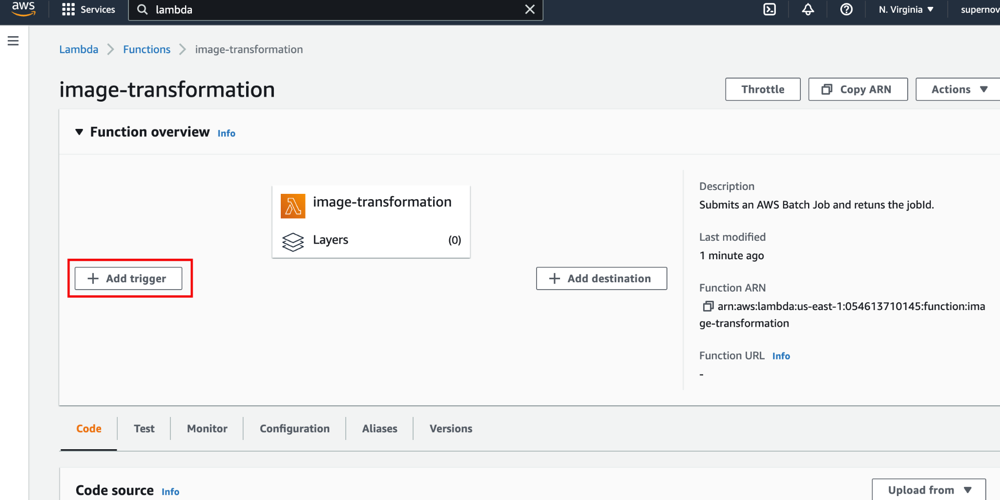 aws
Services
lambda
N. Virginia
supernov
Lambda
Functions
image-transformation
image-transformation
Throttle
Copy ARN
Actions
Function overview Info
image-transformation
Layers (0)
Add trigger
Add destination
Description
Submits an AWS Batch Job and retuns the jobId.
Last modified
1 minute ago
Function ARN
arn:aws:lambda:us-east-1:054613710145:function:ima
ge-transformation
Function URL Info
-
Code
Test
Monitor
Configuration
Aliases
Versions
Code source Info
Upload from